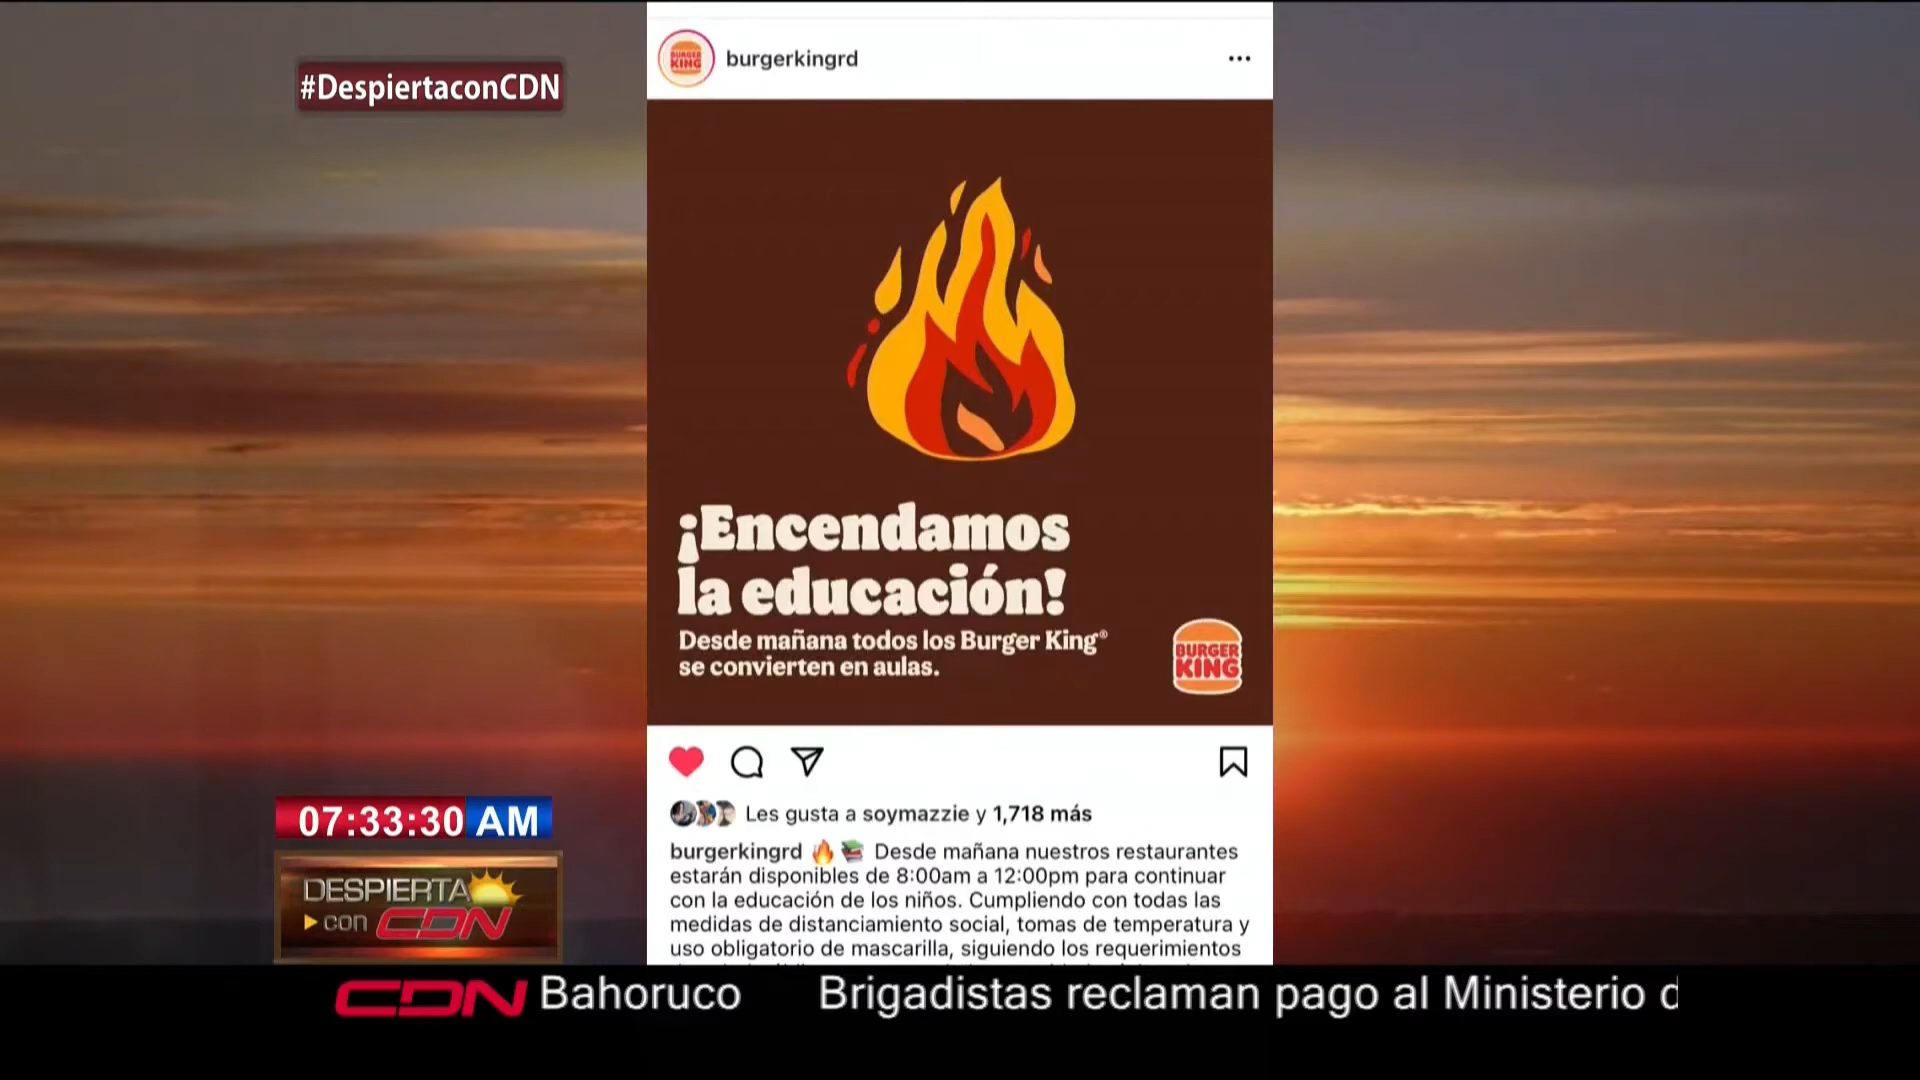 #DespiertaconCDN
BURGER KING
burgerkingrd
¡Encendamos
la educación!
Desde mañana todos los Burger King®
se convierten en aulas.
BURGER
KING
Les gusta a soymazzie y 1,718 más
burgerkingrd 🔥📚 Desde mañana nuestros restaurantes
estarán disponibles de 8:00am a 12:00pm para continuar
con la educación de los niños. Cumpliendo con todas las
medidas de distanciamiento social, tomas de temperatura y
uso obligatorio de mascarilla, siguiendo los requerimientos
07:33:30 AM
DESPIERTA
con CDN
CDN Bahoruco Brigadistas reclaman pago al Ministerio d